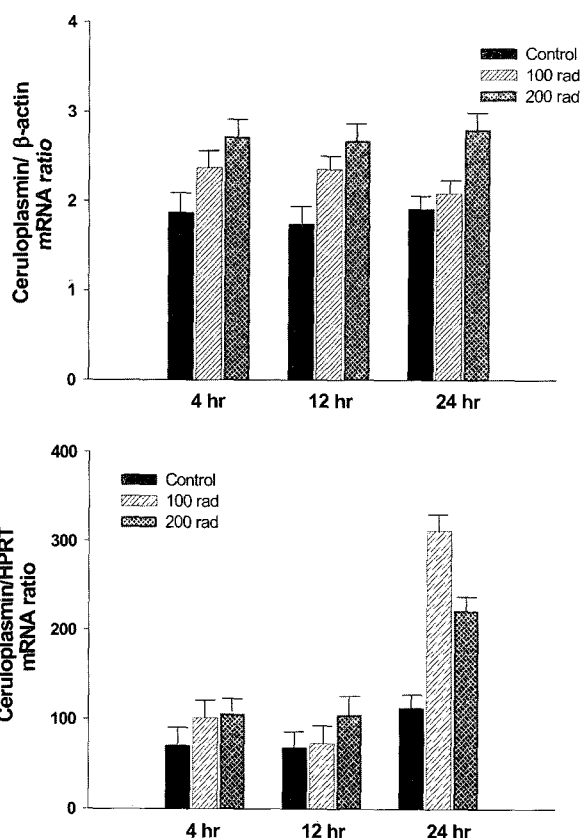 4
3
2
1
0
Ceruloplasmin/ β-actin
mRNA ratio
Control
100 rad
200 rad
4 hr
12 hr
24 hr
400
300
200
100
0
Ceruloplasmin/HPRT
mRNA ratio
Control
100 rad
200 rad
4 hr
12 hr
24 hr